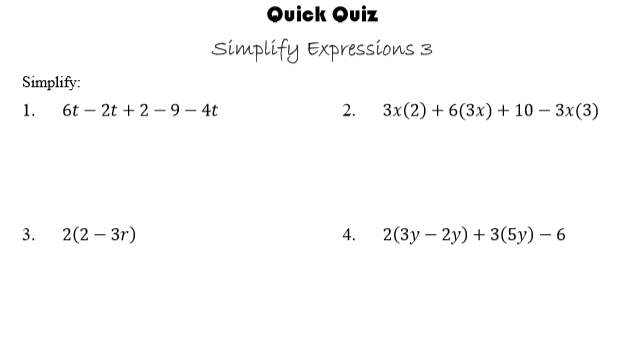 Quick Quiz
Simplify Expressions 3
Simplify:
1. 6t – 2t + 2 – 9 – 4t 2. 3x(2) + 6(3x) + 10 – 3x(3)
3. 2(2 – 3r) 4. 2(3y – 2y) + 3(5y) – 6